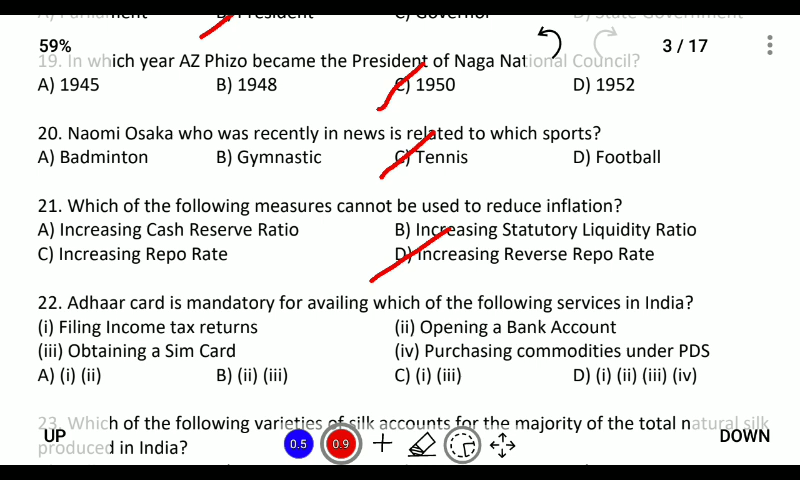 A) Parliament B) President C) Governor D) State Government
59% 3 / 17
19. In which year AZ Phizo became the President of Naga National Council?
A) 1945 B) 1948 C) 1950 D) 1952
20. Naomi Osaka who was recently in news is related to which sports?
A) Badminton B) Gymnastic C) Tennis D) Football
21. Which of the following measures cannot be used to reduce inflation?
A) Increasing Cash Reserve Ratio B) Increasing Statutory Liquidity Ratio
C) Increasing Repo Rate D) Increasing Reverse Repo Rate
22. Adhaar card is mandatory for availing which of the following services in India?
(i) Filing Income tax returns (ii) Opening a Bank Account
(iii) Obtaining a Sim Card (iv) Purchasing commodities under PDS
A) (i) (ii) B) (ii) (iii) C) (i) (iii) D) (i) (ii) (iii) (iv)
23. Which of the following varieties of silk accounts for the majority of the total natural silk
produced in India?
UP 0.5 0.9 DOWN